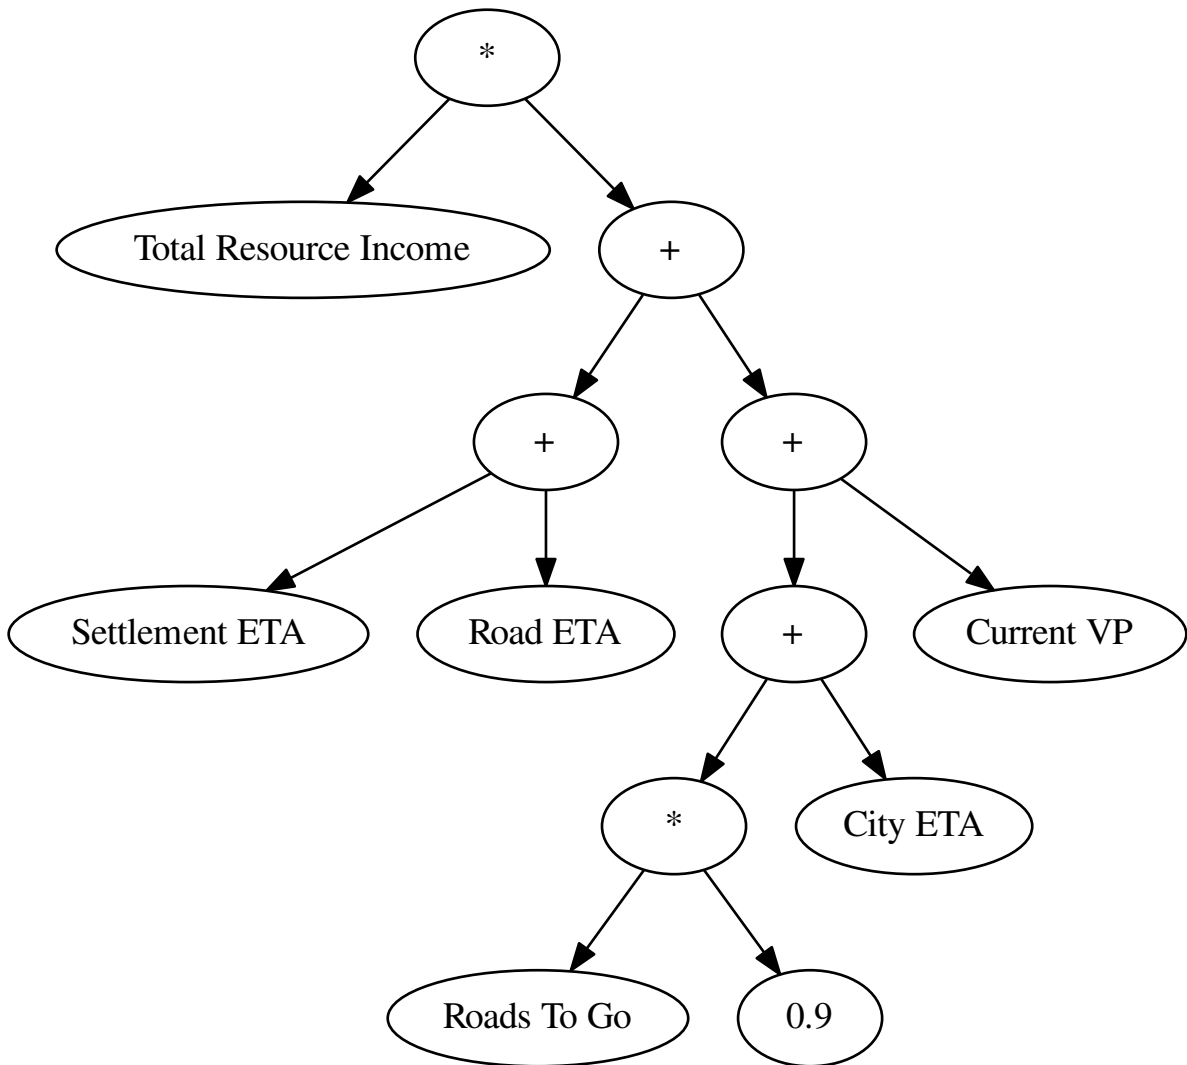 *
Total Resource Income
+
+
+
Settlement ETA
Road ETA
+
Current VP
*
City ETA
Roads To Go
0.9